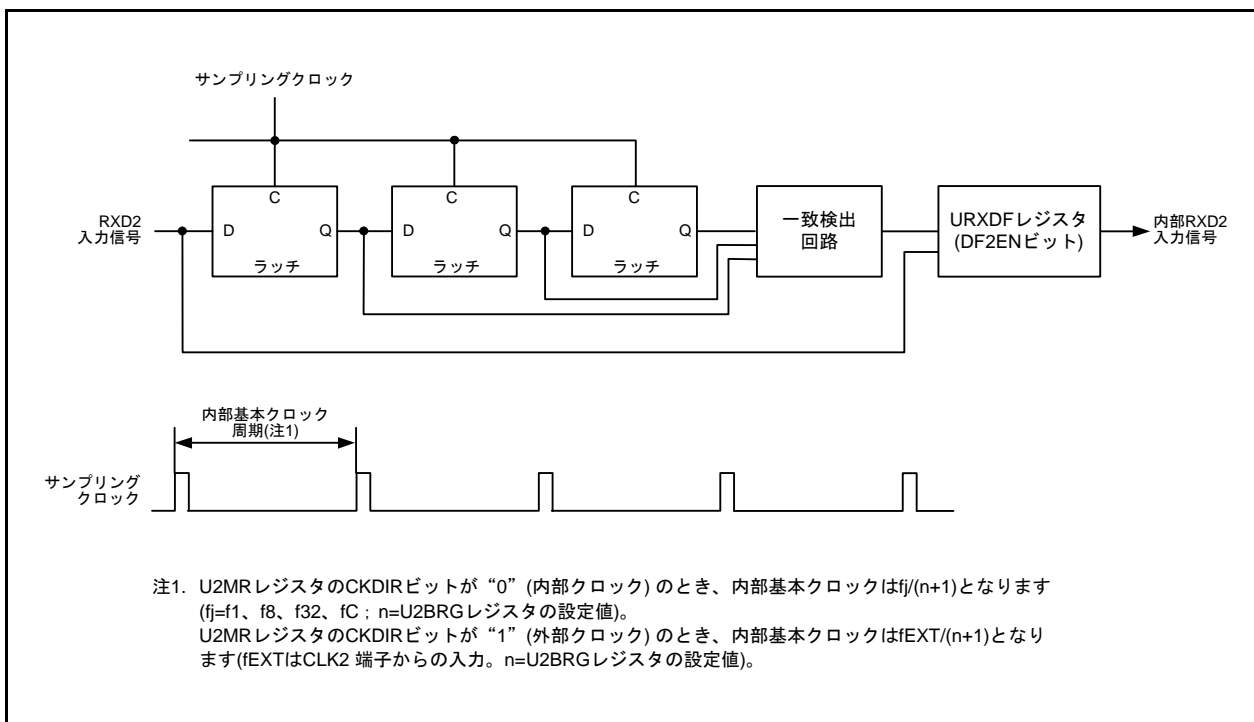 サンプリングクロック
C
C
C
RXD2
入力信号
D
Q
ラッチ
D
Q
ラッチ
D
Q
ラッチ
一致検出
回路
URXDFレジスタ
(DF2ENビット)
内部RXD2
入力信号
内部基本クロック
周期(注1)
サンプリング
クロック
注1. U2MRレジスタのCKDIRビットが“0”(内部クロック) のとき、内部基本クロックはfj/(n+1)となります
(fj=f1、f8、f32、fC ; n=U2BRGレジスタの設定値)。
U2MRレジスタのCKDIRビットが“1”(外部クロック) のとき、内部基本クロックはfEXT/(n+1)となり
ます(fEXTはCLK2 端子からの入力。n=U2BRGレジスタの設定値)。